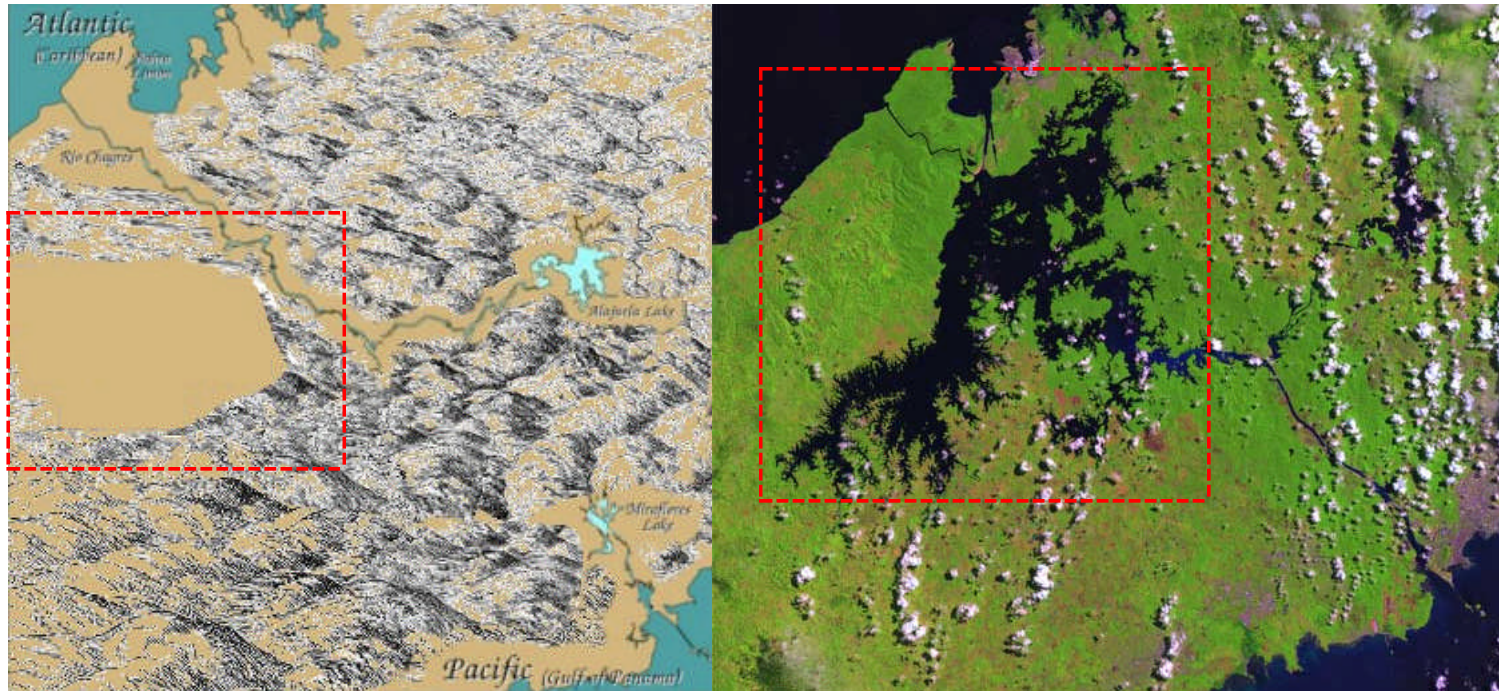 Atlantic
(Caribbean)
Rio Chagres
Alajuela Lake
Miraflores
Lake
Pacific (Gulf of Panama)